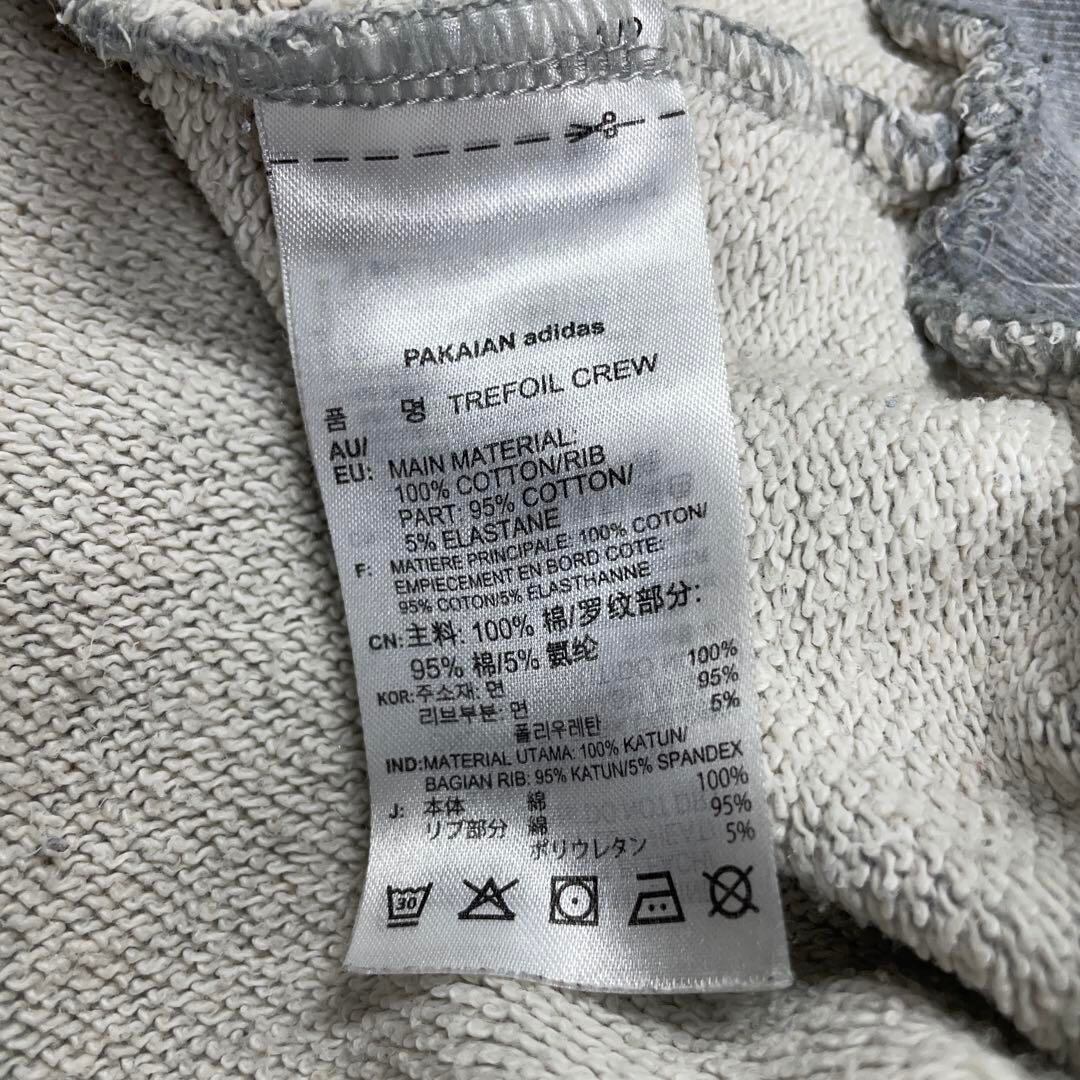 PAKAIAN adidas
품 명 TREFOIL CREW
AU/
EU: MAIN MATERIAL:
100% COTTON/RIB
PART: 95% COTTON/
5% ELASTANE
F: MATIERE PRINCIPALE: 100% COTON/
EMPIECEMENT EN BORD COTE:
95% COTON/5% ELASTHANNE
CN: 主料: 100% 棉/罗纹部分:
95% 棉/5% 氨纶
KOR: 주소재: 면 100%
리브부분: 면 95%
폴리우레탄 5%
IND: MATERIAL UTAMA: 100% KATUN/
BAGIAN RIB: 95% KATUN/5% SPANDEX
J: 本体 綿 100%
リブ部分 綿 95%
ポリウレタン 5%
30